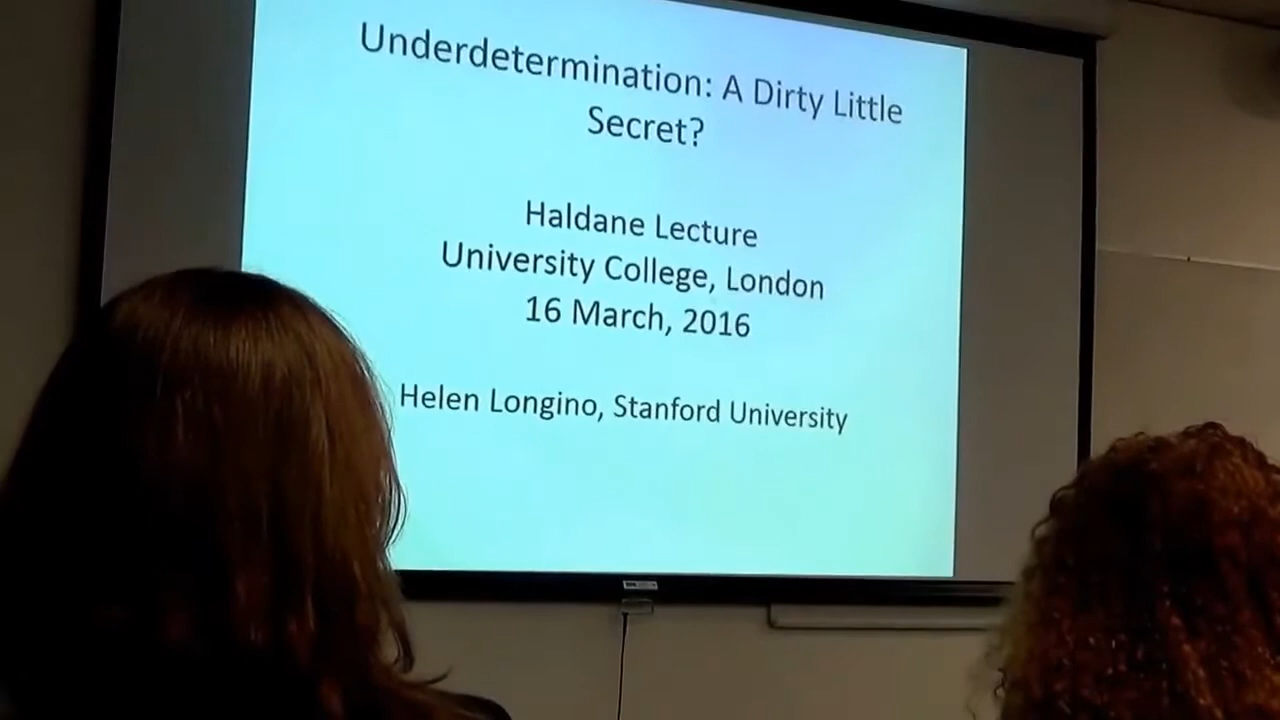 Underdetermination: A Dirty Little
Secret?
Haldane Lecture
University College, London
16 March, 2016
Helen Longino, Stanford University